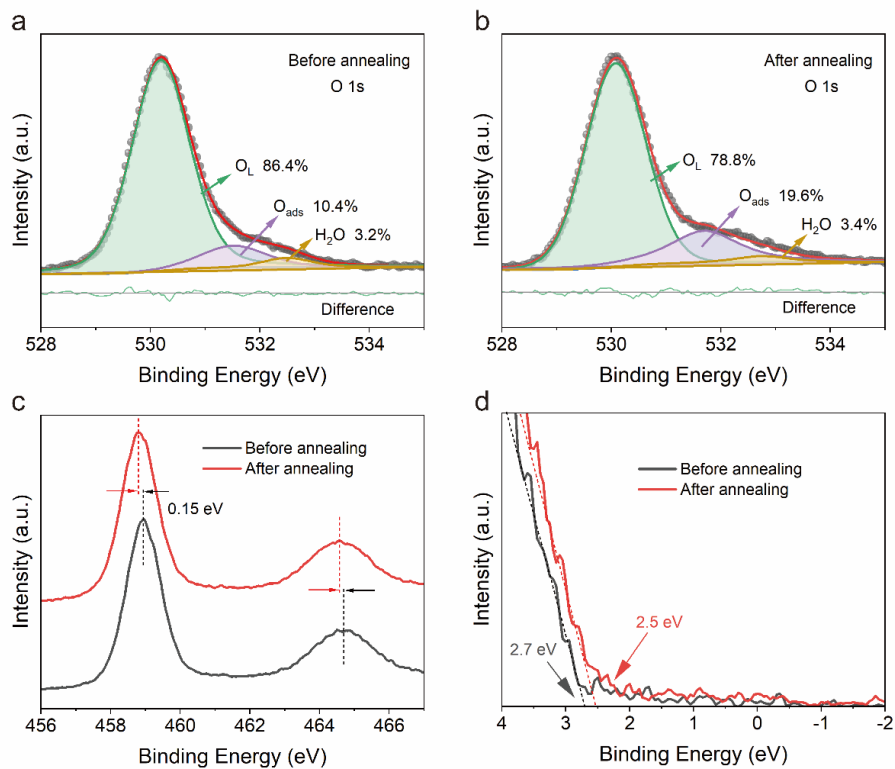 a
Before annealing
O 1s
O_L 86.4%
O_ads 10.4%
H₂O 3.2%
Difference
528 530 532 534
Binding Energy (eV)
Intensity (a.u.)
b
After annealing
O 1s
O_L 78.8%
O_ads 19.6%
H₂O 3.4%
Difference
528 530 532 534
Binding Energy (eV)
Intensity (a.u.)
c
Before annealing
After annealing
0.15 eV
456 458 460 462 464 466
Binding Energy (eV)
Intensity (a.u.)
d
Before annealing
After annealing
2.5 eV
2.7 eV
4 3 2 1 0 -1 -2
Binding Energy (eV)
Intensity (a.u.)